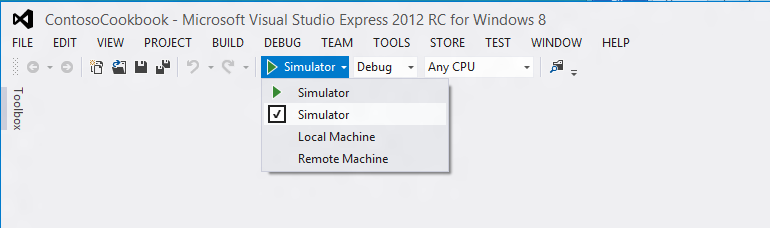 ContosoCookbook - Microsoft Visual Studio Express 2012 RC for Windows 8
FILE EDIT VIEW PROJECT BUILD DEBUG TEAM TOOLS STORE TEST WINDOW HELP
Simulator Debug Any CPU
Toolbox
Simulator
Simulator
Local Machine
Remote Machine